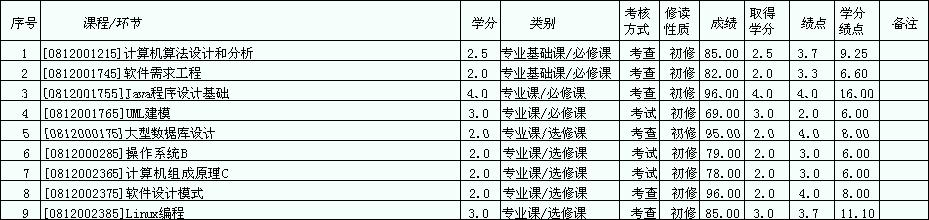 序号 课程/环节 学分 类别 考核方式 修读性质 成绩 取得学分 绩点 学分绩点 备注
1 [0812001215]计算机算法设计和分析 2.5 专业基础课/必修课 考查 初修 85.00 2.5 3.7 9.25
2 [0812001745]软件需求工程 2.0 专业基础课/必修课 考查 初修 82.00 2.0 3.3 6.60
3 [0812001755]Java程序设计基础 4.0 专业课/必修课 考查 初修 96.00 4.0 4.0 16.00
4 [0812001765]UML建模 3.0 专业课/必修课 考试 初修 69.00 3.0 2.0 6.00
5 [0812000175]大型数据库设计 2.0 专业课/选修课 考查 初修 95.00 2.0 4.0 8.00
6 [0812000285]操作系统B 2.0 专业课/选修课 考试 初修 79.00 2.0 3.0 6.00
7 [0812002365]计算机组成原理C 2.0 专业课/选修课 考试 初修 78.00 2.0 3.0 6.00
8 [0812002375]软件设计模式 2.0 专业课/选修课 考查 初修 96.00 2.0 4.0 8.00
9 [0812002385]Linux编程 3.0 专业课/选修课 考查 初修 85.00 3.0 3.7 11.10